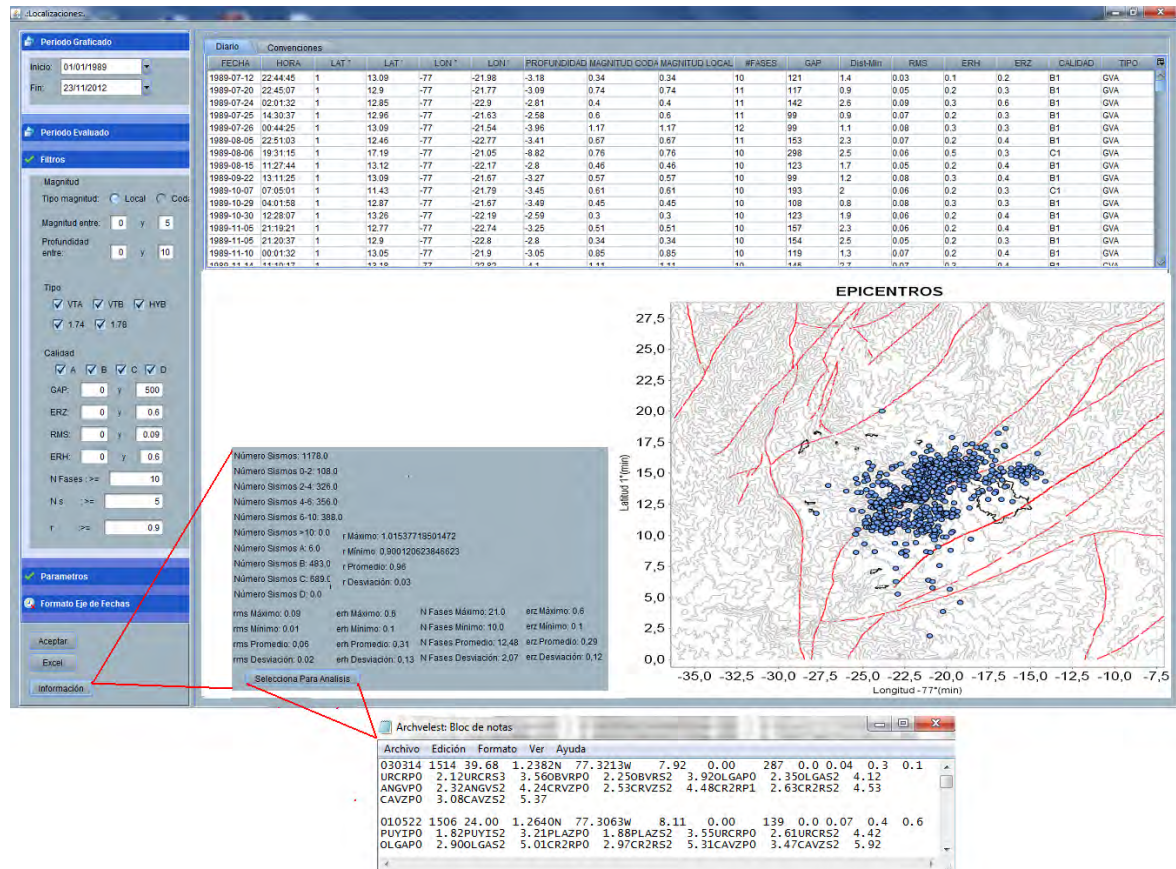 .:Localizaciones:.
Periodo Graficado
Inicio: 01/01/1989
Fin: 23/11/2012
Periodo Evaluado
Filtros
Magnitud
Tipo magnitud: Local Coda
Magnitud entre: 0 y 5
Profundidad
entre: 0 y 10
Tipo
VTA VTB HYB
1.74 1.78
Calidad
A B C D
GAP: 0 y 500
ERZ: 0 y 0.6
RMS: 0 y 0.09
ERH: 0 y 0.6
N Fases : >= 10
N s : >= 5
r >= 0.9
Parametros
Formato Eje de Fechas
Aceptar
Excel
Información
Diario Convenciones
FECHA HORA LAT ° LAT ' LON ° LON ' PROFUNDIDAD MAGNITUD CODA MAGNITUD LOCAL #FASES GAP Dist-Min RMS ERH ERZ CALIDAD TIPO
1989-07-12 22:44:45 1 13.09 -77 -21.98 -3.18 0.34 0.34 10 121 1.4 0.03 0.1 0.2 B1 GVA
1989-07-20 22:45:07 1 12.9 -77 -21.77 -3.09 0.74 0.74 11 117 0.9 0.05 0.2 0.3 B1 GVA
1989-07-24 02:01:32 1 12.85 -77 -22.9 -2.81 0.4 0.4 11 142 2.6 0.09 0.3 0.6 B1 GVA
1989-07-25 14:30:37 1 12.96 -77 -21.63 -2.58 0.6 0.6 11 99 0.9 0.07 0.2 0.3 B1 GVA
1989-07-26 00:44:25 1 13.09 -77 -21.54 -3.96 1.17 1.17 12 99 1.1 0.08 0.3 0.3 B1 GVA
1989-08-05 22:51:03 1 12.46 -77 -22.77 -3.41 0.67 0.67 11 153 2.3 0.07 0.2 0.4 B1 GVA
1989-08-06 19:31:15 1 17.19 -77 -21.05 -8.82 0.76 0.76 10 298 2.5 0.06 0.5 0.3 C1 GVA
1989-08-15 11:27:44 1 13.12 -77 -22.17 -2.8 0.46 0.46 10 123 1.7 0.05 0.2 0.4 B1 GVA
1989-09-22 13:11:25 1 13.09 -77 -21.67 -3.27 0.57 0.57 10 99 1.2 0.08 0.3 0.4 B1 GVA
1989-10-07 07:05:01 1 11.43 -77 -21.79 -3.45 0.61 0.61 10 193 2 0.06 0.2 0.3 C1 GVA
1989-10-29 04:01:58 1 12.87 -77 -21.67 -3.49 0.45 0.45 10 108 0.8 0.08 0.3 0.3 B1 GVA
1989-10-30 12:28:07 1 13.26 -77 -22.19 -2.59 0.3 0.3 10 123 1.9 0.06 0.2 0.4 B1 GVA
1989-11-05 21:19:21 1 12.77 -77 -22.74 -3.25 0.51 0.51 10 157 2.3 0.06 0.2 0.4 B1 GVA
1989-11-05 21:20:37 1 12.9 -77 -22.8 -2.8 0.34 0.34 10 154 2.5 0.05 0.2 0.3 B1 GVA
1989-11-10 00:01:32 1 13.05 -77 -21.9 -3.05 0.85 0.85 10 119 1.3 0.07 0.2 0.4 B1 GVA
EPICENTROS
27,5
25,0
22,5
20,0
17,5
15,0
12,5
10,0
7,5
5,0
2,5
0,0
Latitud 1°(min)
-35,0 -32,5 -30,0 -27,5 -25,0 -22,5 -20,0 -17,5 -15,0 -12,5 -10,0 -7,5
Longitud -77°(min)
Número Sismos: 1178.0
Número Sismos 0-2: 108.0
Número Sismos 2-4: 326.0
Número Sismos 4-6: 356.0
Número Sismos 6-10: 388.0
Número Sismos >10: 0.0 r Máximo: 1.01537718501472
Número Sismos A: 6.0 r Mínimo: 0.900120623846623
Número Sismos B: 483.0 r Promedio: 0,96
Número Sismos C: 689.0 r Desviación: 0.03
Número Sismos D: 0.0
rms Máximo: 0.09 erh Máximo: 0.5 N Fases Máximo: 21.0 erz Máximo: 0.6
rms Mínimo: 0.01 erh Mínimo: 0.1 N Fases Mínimo: 10.0 erz Mínimo: 0.1
rms Promedio: 0,06 erh Promedio: 0,31 N Fases Promedio: 12,48 erz Promedio: 0,29
rms Desviación: 0.02 erh Desviación: 0,13 N Fases Desviación: 2,07 erz Desviación: 0,12
Selecciona Para Analisis
Archvelest: Bloc de notas
Archivo Edición Formato Ver Ayuda
030314 1514 39.68 1.2382N 77.3213W 7.92 0.00 287 0.0 0.04 0.3 0.1
URCRP0 2.12URCRS3 3.56OBVRP0 2.25OBVRS2 3.92OLGAP0 2.35OLGAS2 4.12
ANGVP0 2.32ANGVS2 4.24CRVZP0 2.53CRVZS2 4.48CR2RP1 2.63CR2RS2 4.53
CAVZP0 3.08CAVZS2 5.37
010522 1506 24.00 1.2640N 77.3063W 8.11 0.00 139 0.0 0.07 0.4 0.6
PUYIP0 1.82PUYIS2 3.21PLAZP0 1.88PLAZS2 3.55URCRP0 2.61URCRS2 4.42
OLGAP0 2.90OLGAS2 5.01CR2RP0 2.97CR2RS2 5.31CAVZP0 3.47CAVZS2 5.92